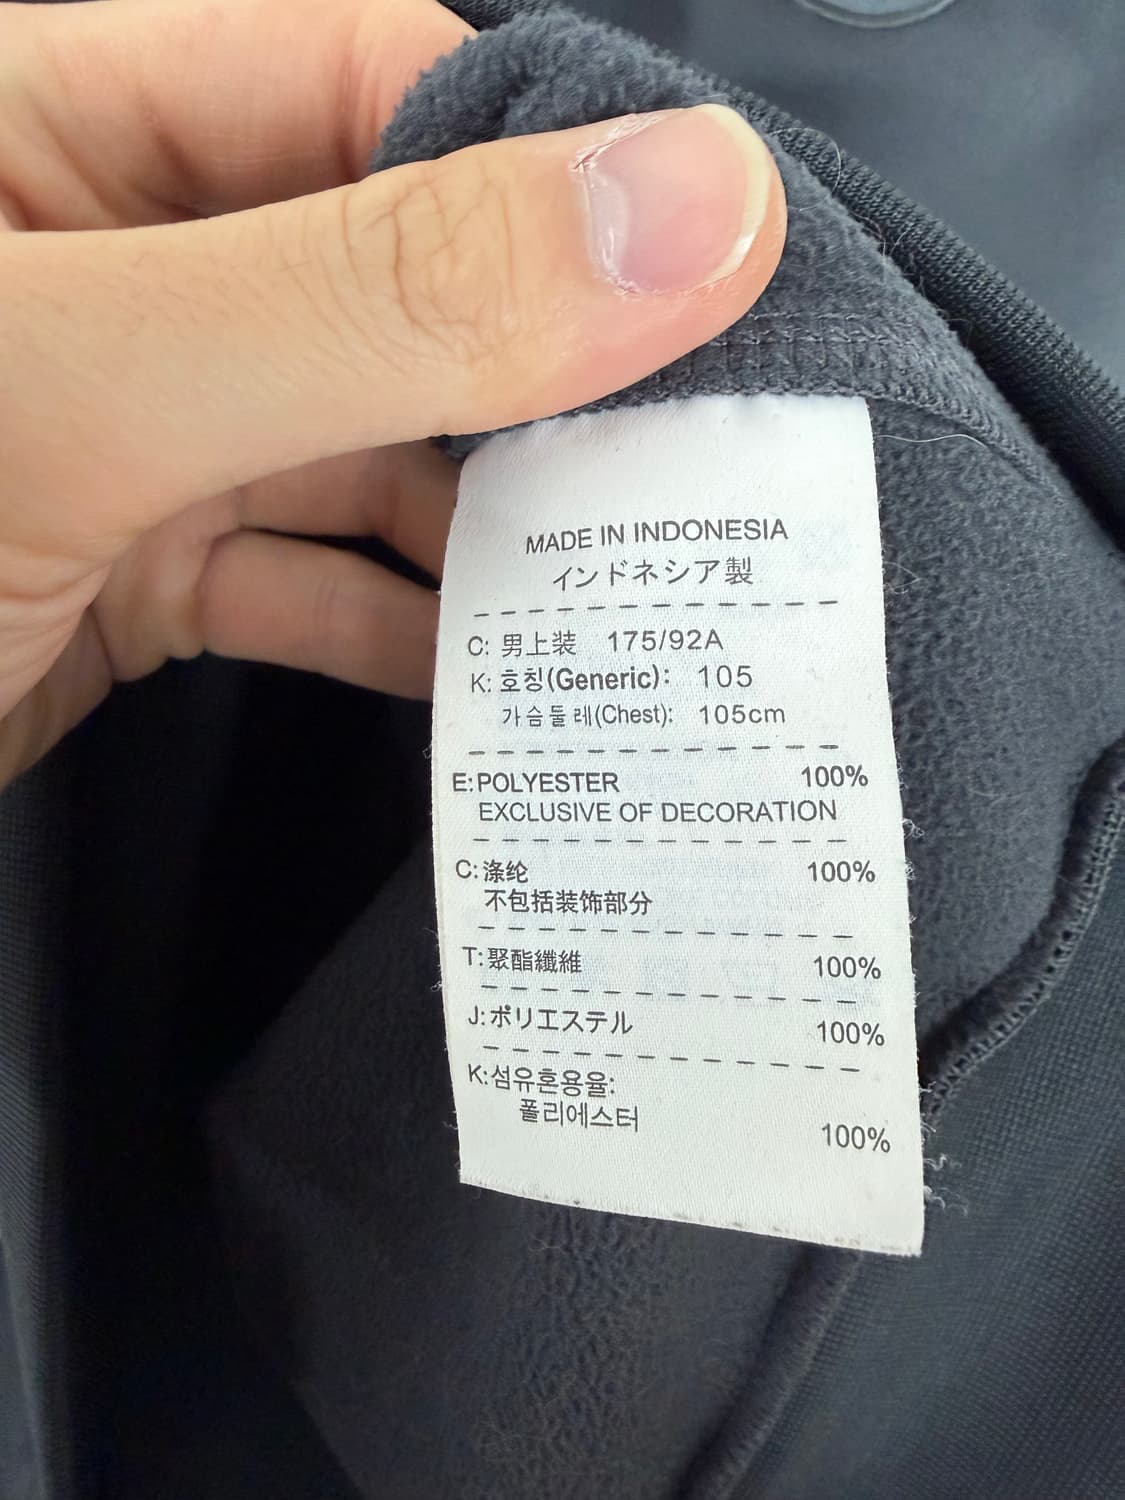 MADE IN INDONESIA
インドネシア製
C: 男上装 175/92A
K: 호칭(Generic): 105
가슴둘레(Chest): 105cm
E:POLYESTER 100%
EXCLUSIVE OF DECORATION
C:涤纶 100%
不包括装饰部分
T:聚酯纖維 100%
J:ポリエステル 100%
K:섬유혼용율:
폴리에스터 100%